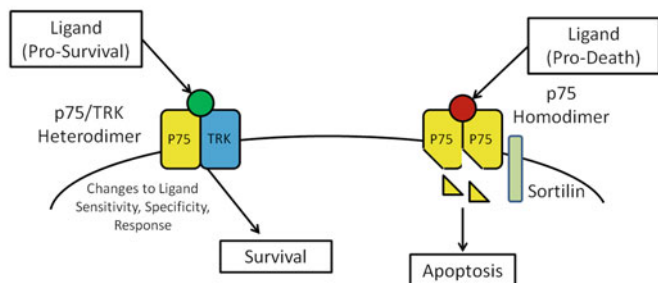 Ligand
(Pro-Survival)
p75/TRK
Heterodimer
P75
TRK
Changes to Ligand
Sensitivity, Specificity,
Response
Survival
Ligand
(Pro-Death)
p75
Homodimer
P75
P75
Sortilin
Apoptosis